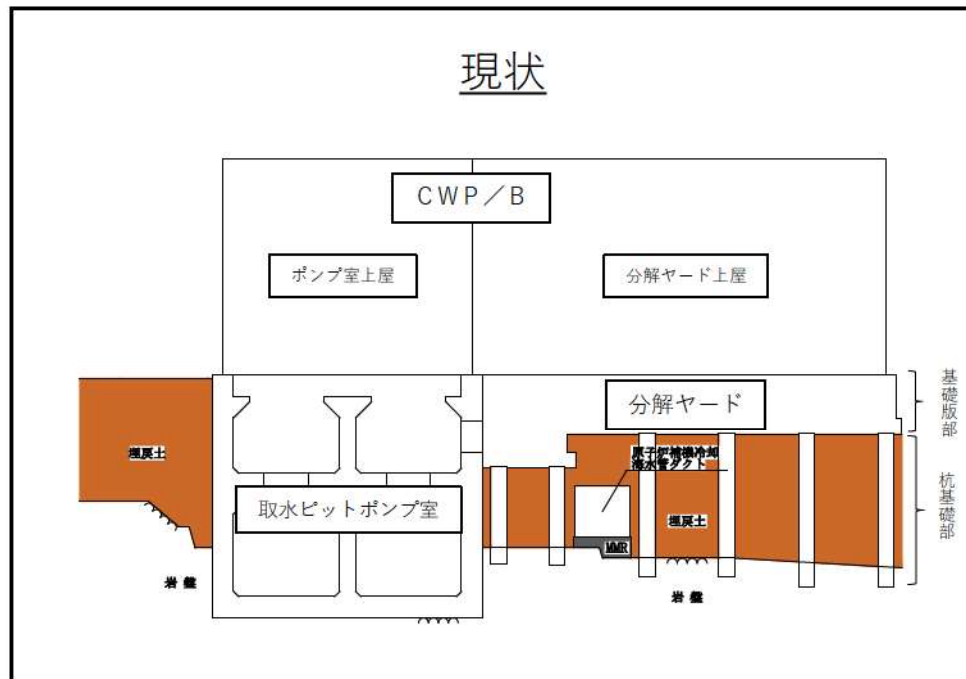 現状
CWP／B
ポンプ室上屋
分解ヤード上屋
分解ヤード
基礎版部
埋戻土
原子炉補機冷却
海水管ダクト
取水ピットポンプ室
埋戻土
杭基礎部
MMR
岩盤
岩盤